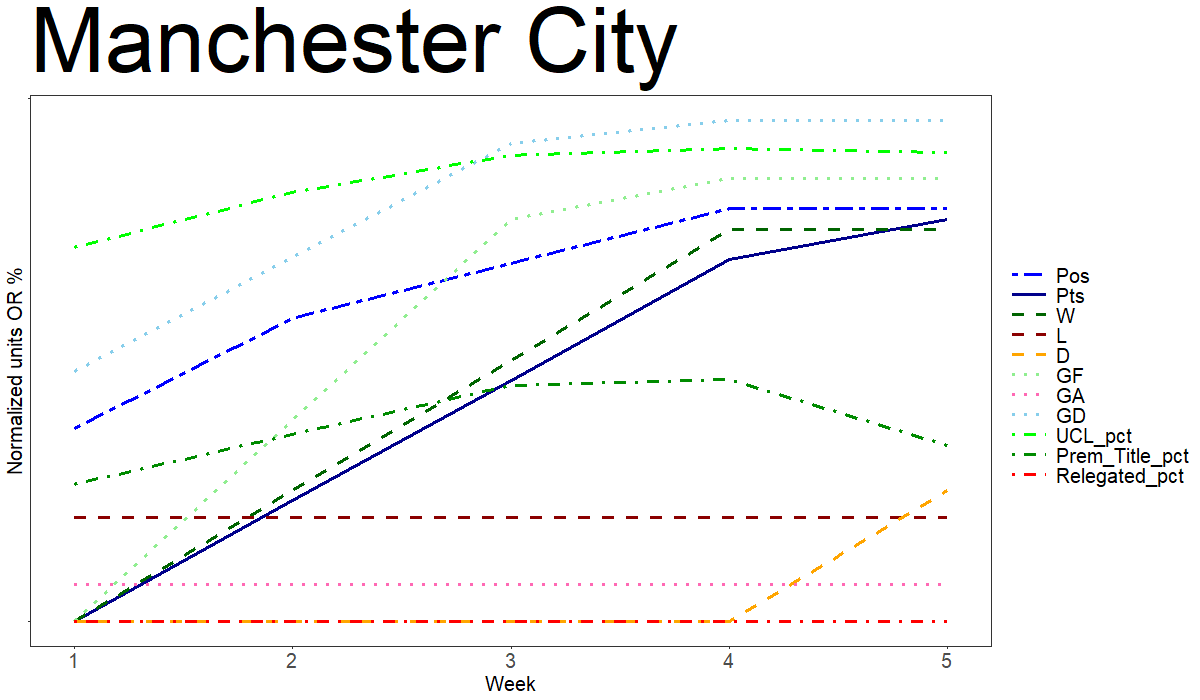 Manchester City
Normalized units OR %
1 2 3 4 5
Week
Pos
Pts
W
L
D
GF
GA
GD
UCL_pct
Prem_Title_pct
Relegated_pct